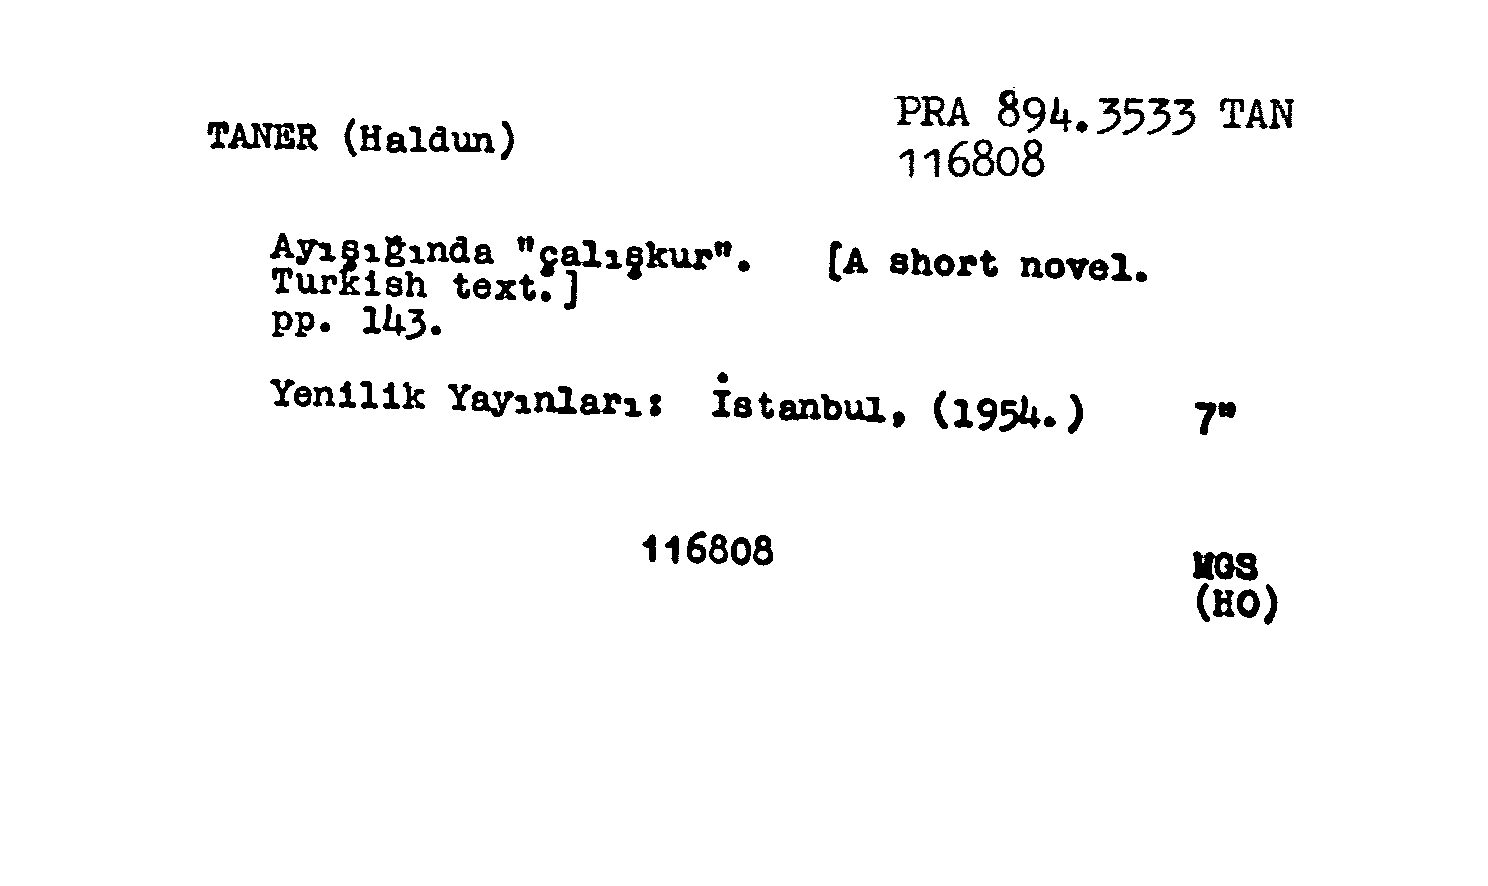 TANER (Haldun)
PRA 894.3533 TAN
116808
Ayışığında "çalışkur". [A short novel.
Turkish text.]
pp. 143.
Yenilik Yayınları: İstanbul, (1954.) 7"
116808
MGS
(HO)